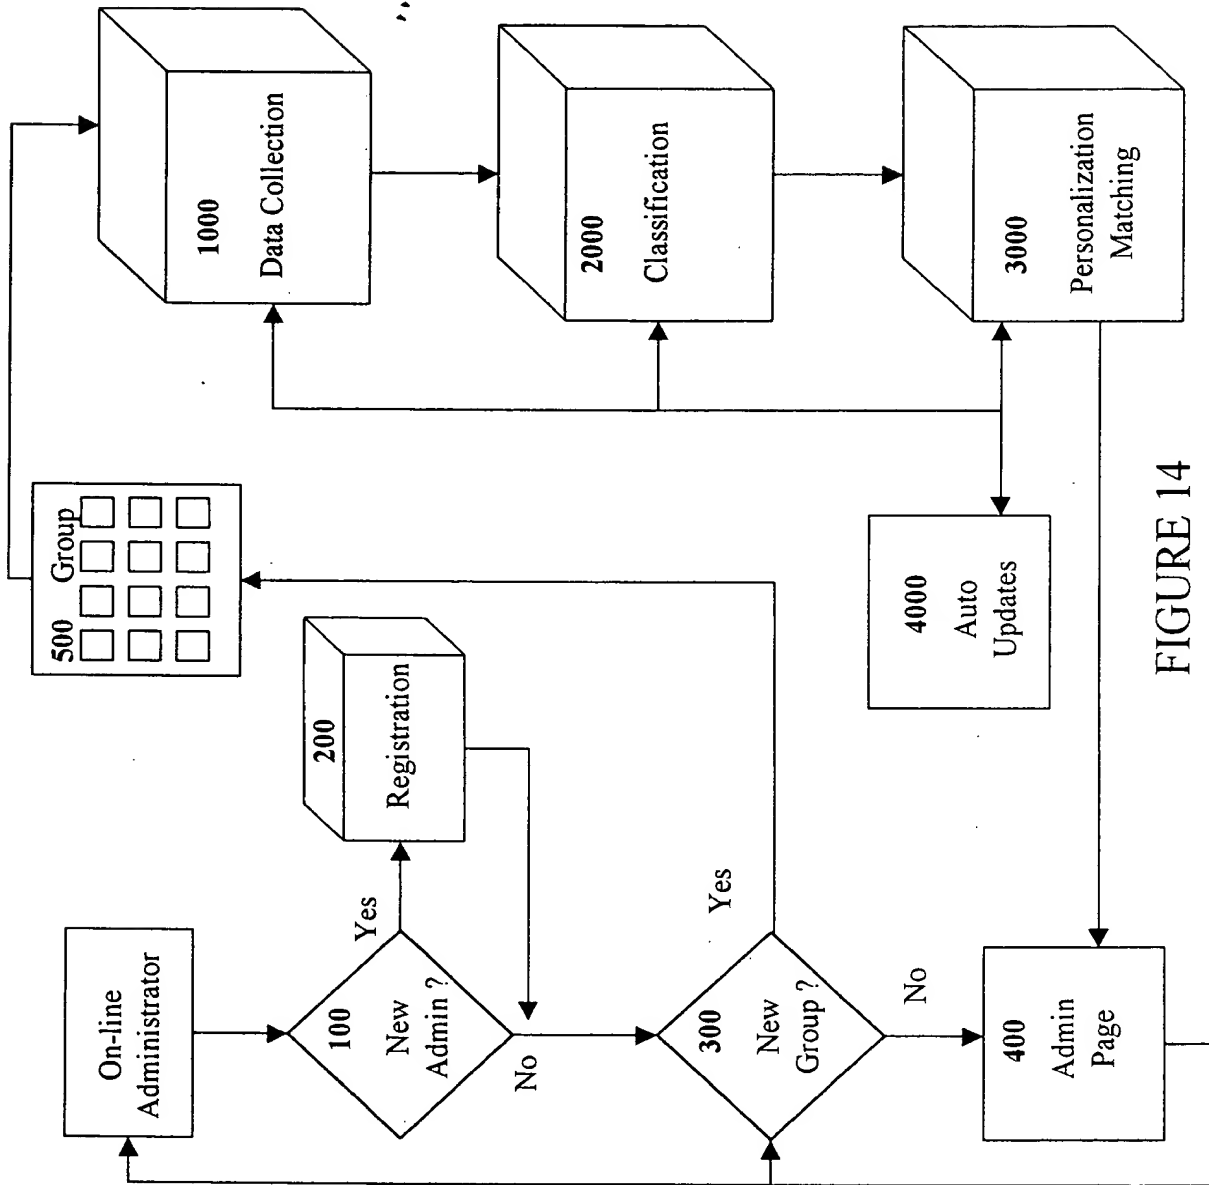 On-line
Administrator
100
New
Admin ?
Yes
No
200
Registration
300
New
Group ?
Yes
No
400
Admin
Page
500 Group
1000
Data Collection
2000
Classification
3000
Personalization
Matching
4000
Auto
Updates
FIGURE 14